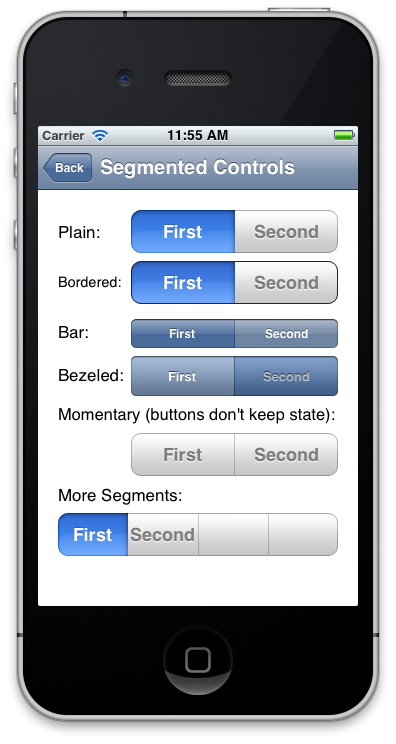 Carrier 11:55 AM
Back Segmented Controls
Plain: First Second
Bordered: First Second
Bar: First Second
Bezeled: First Second
Momentary (buttons don't keep state):
First Second
More Segments:
First Second